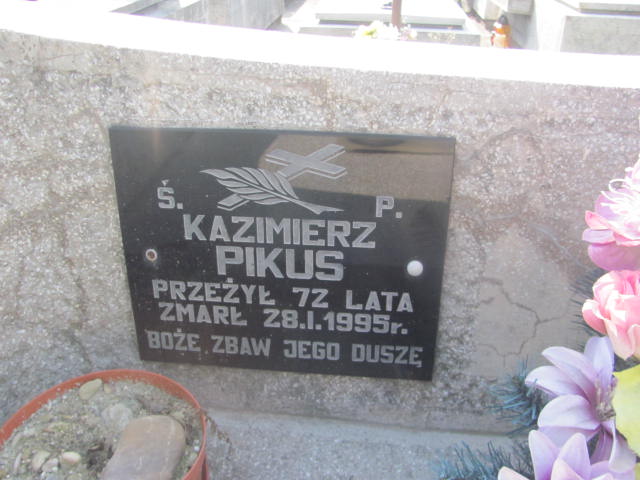 Ś. P.
KAZIMIERZ
PIKUS
PRZEŻYŁ 72 LATA
ZMARŁ 28.I.1995r.
BOŻE ZBAW JEGO DUSZĘ